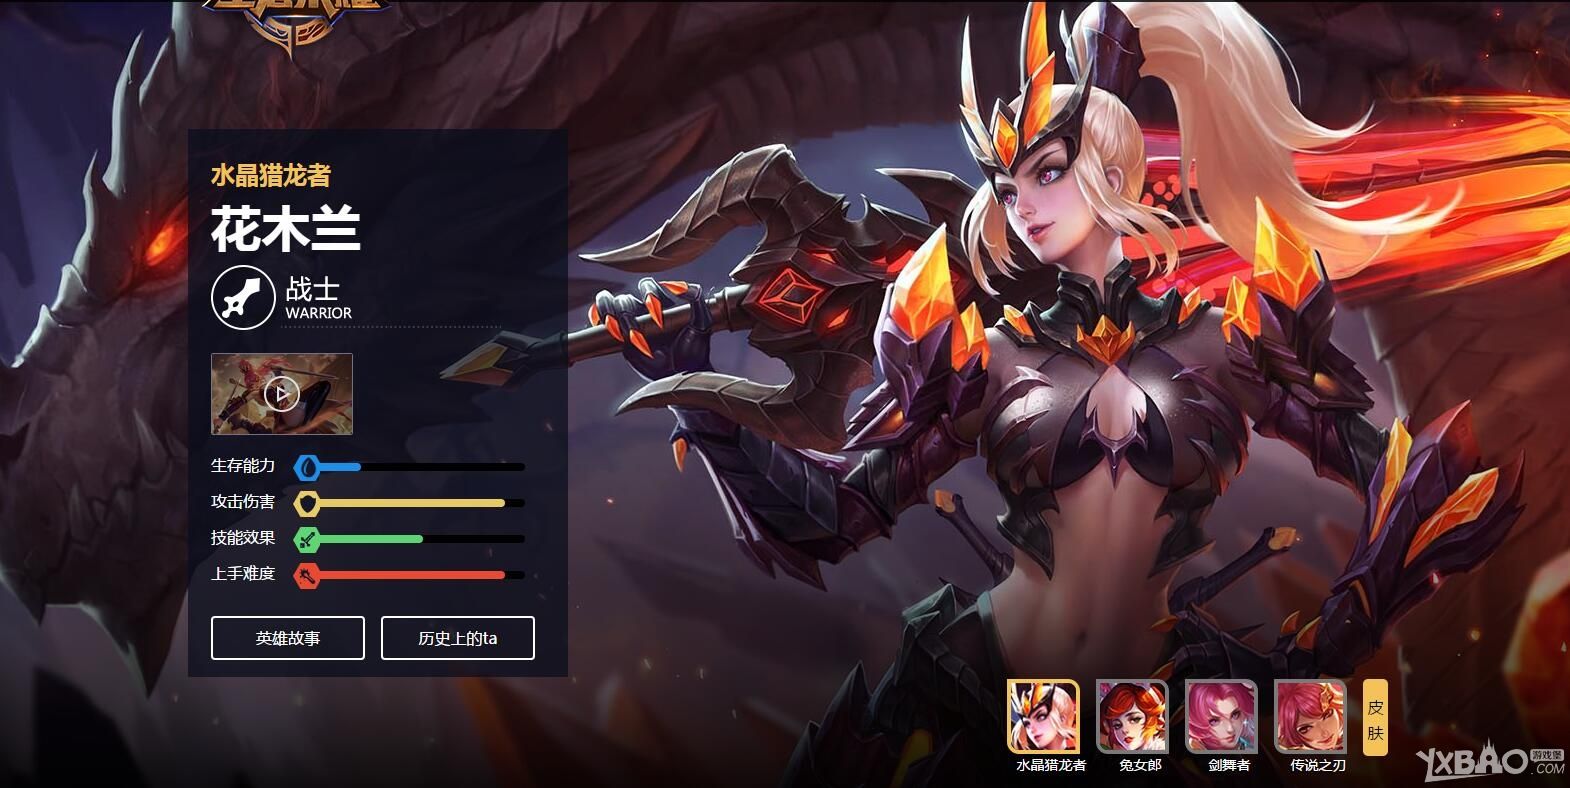 水晶猎龙者
花木兰
战士
WARRIOR
生存能力
攻击伤害
技能效果
上手难度
英雄故事
历史上的ta
水晶猎龙者
兔女郎
剑舞者
传说之刃
皮肤
YXBAO 游戏堡
.COM